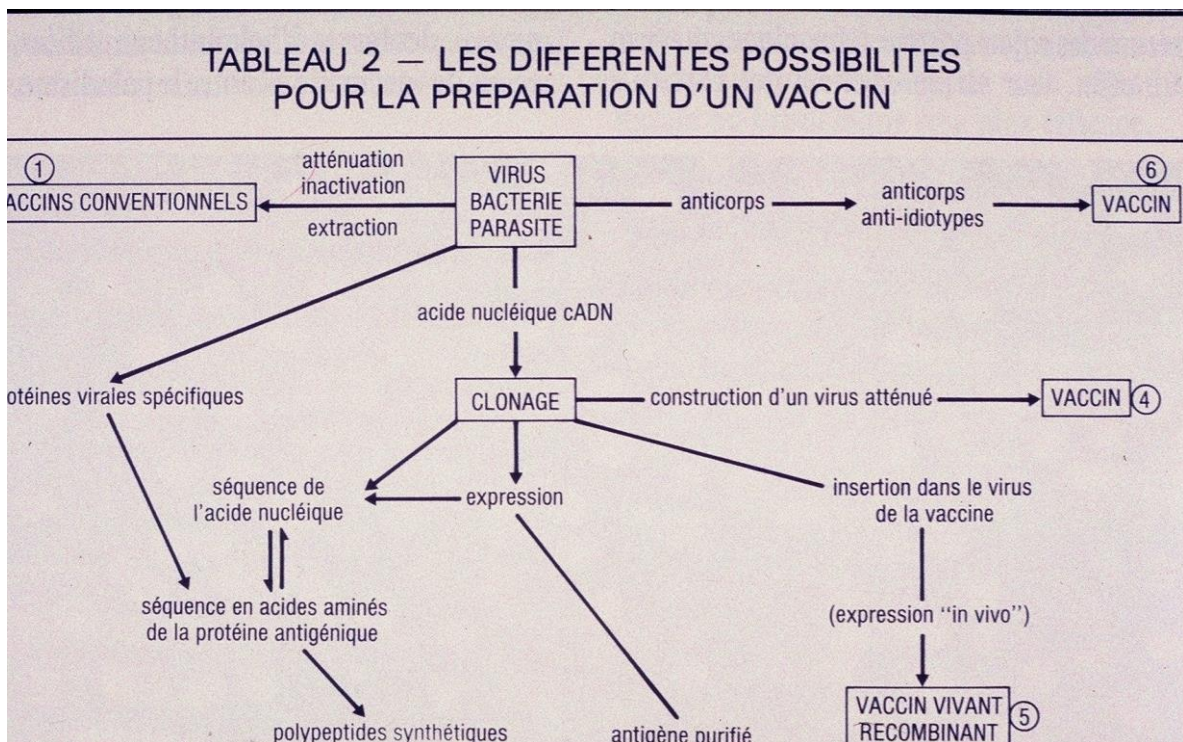 TABLEAU 2 — LES DIFFERENTES POSSIBILITES
POUR LA PREPARATION D'UN VACCIN
①
ACCINS CONVENTIONNELS
atténuation
inactivation
extraction
VIRUS
BACTERIE
PARASITE
anticorps
anticorps
anti-idiotypes
⑥
VACCIN
acide nucléique cADN
otéines virales spécifiques
CLONAGE
construction d'un virus atténué
VACCIN ④
séquence de
l'acide nucléique
expression
insertion dans le virus
de la vaccine
séquence en acides aminés
de la protéine antigénique
(expression "in vivo")
polypeptides synthétiques
antigène purifié
VACCIN VIVANT
RECOMBINANT
⑤